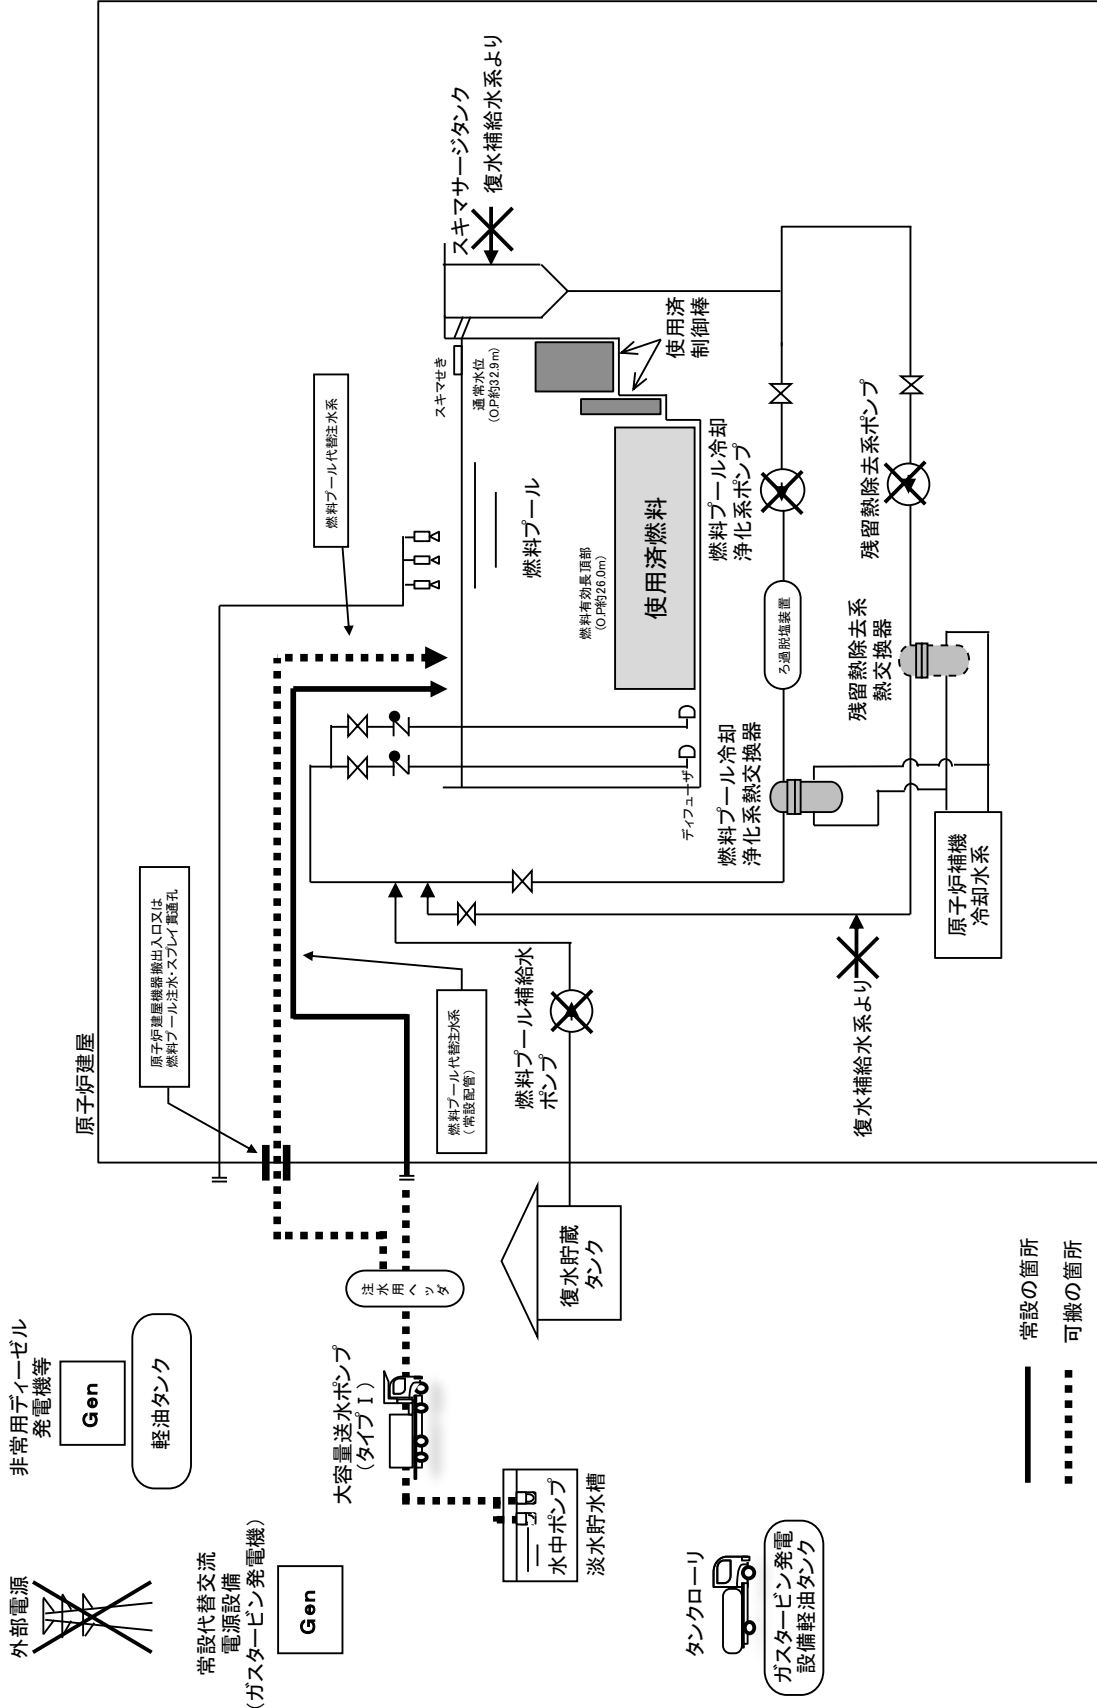 外部電源
非常用ディーゼル
発電機等
Gen
軽油タンク
常設代替交流
電源設備
(ガスタービン発電機)
Gen
大容量送水ポンプ
(タイプⅠ)
注水用ヘッダ
水中ポンプ
淡水貯水槽
タンクローリ
ガスタービン発電
設備軽油タンク
復水貯蔵
タンク
常設の箇所
可搬の箇所
原子炉建屋
原子炉建屋機器搬出入口又は
燃料プール注水・スプレイ貫通孔
燃料プール代替注水系
(常設配管)
燃料プール代替注水系
燃料プール補給水
ポンプ
復水補給水系より
原子炉補機
冷却水系
ディフューザ
燃料プール冷却
浄化系熱交換器
残留熱除去系
熱交換器
ろ過脱塩装置
燃料プール
燃料有効長頂部
(O.P約26.0m)
使用済燃料
燃料プール冷却
浄化系ポンプ
残留熱除去系ポンプ
スキマせき
通常水位
(O.P約32.9m)
使用済
制御棒
スキマサージタンク
復水補給水系より